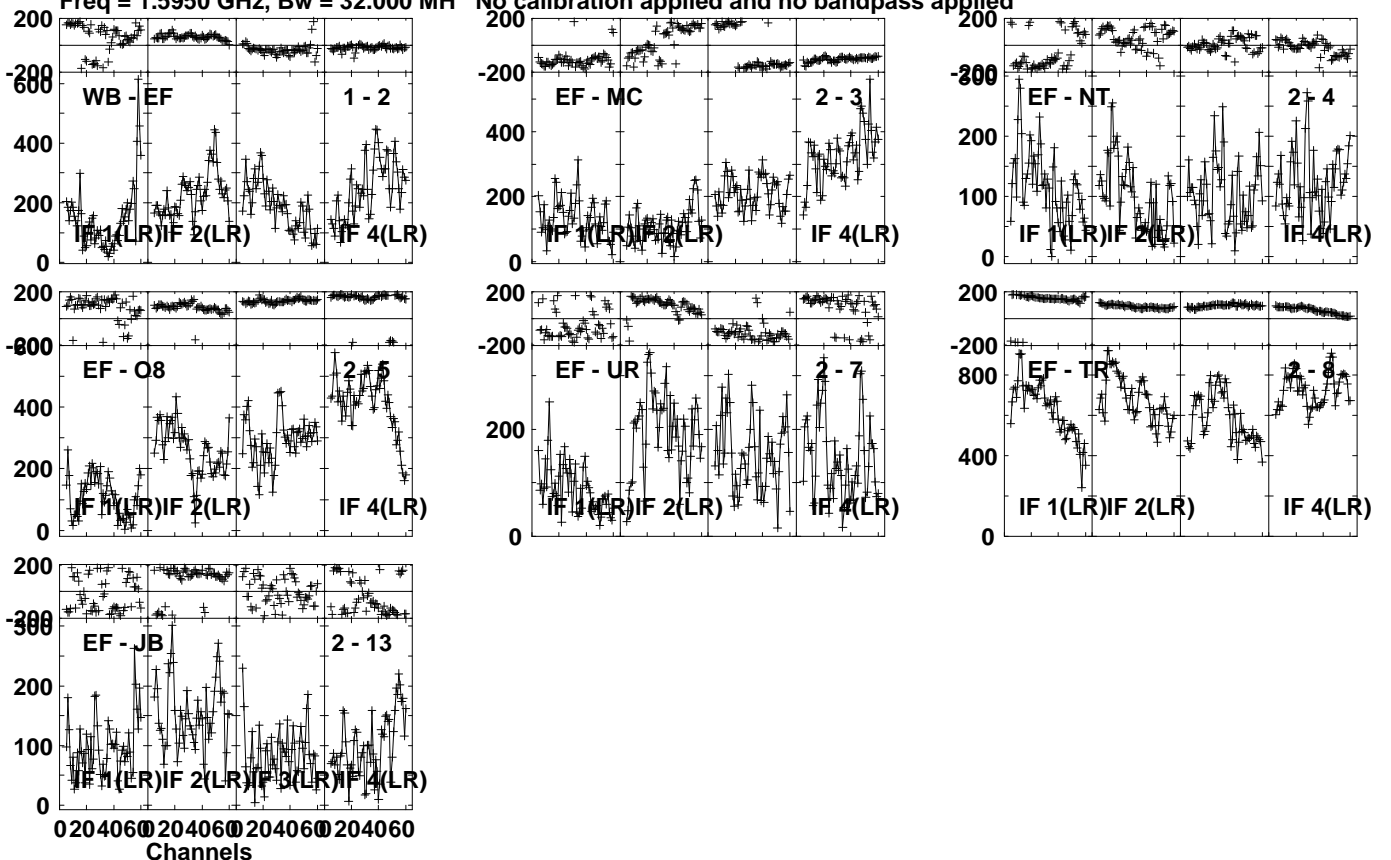 Freq = 1.5950 GHz, Bw = 32.000 MH No calibration applied and no bandpass applied
200
-200
600
WB - EF 1 - 2
400
200
0
IF 1(LR) IF 2(LR) IF 4(LR)
200
-200
EF - MC 2 - 3
400
200
0
IF 1(LR) IF 2(LR) IF 4(LR)
200
-200
300
EF - NT 2 - 4
200
100
0
IF 1(LR) IF 2(LR) IF 4(LR)
200
-200
600
EF - O8 2 - 5
400
200
0
IF 1(LR) IF 2(LR) IF 4(LR)
200
-200
EF - UR 2 - 7
200
0
IF 1(LR) IF 2(LR) IF 4(LR)
200
-200
EF - TR 2 - 8
800
400
0
IF 1(LR) IF 2(LR) IF 4(LR)
200
-200
300
EF - JB 2 - 13
200
100
0
IF 1(LR) IF 2(LR) IF 3(LR) IF 4(LR)
0 20 40 60 0 20 40 60 0 20 40 60 0 20 40 60
Channels